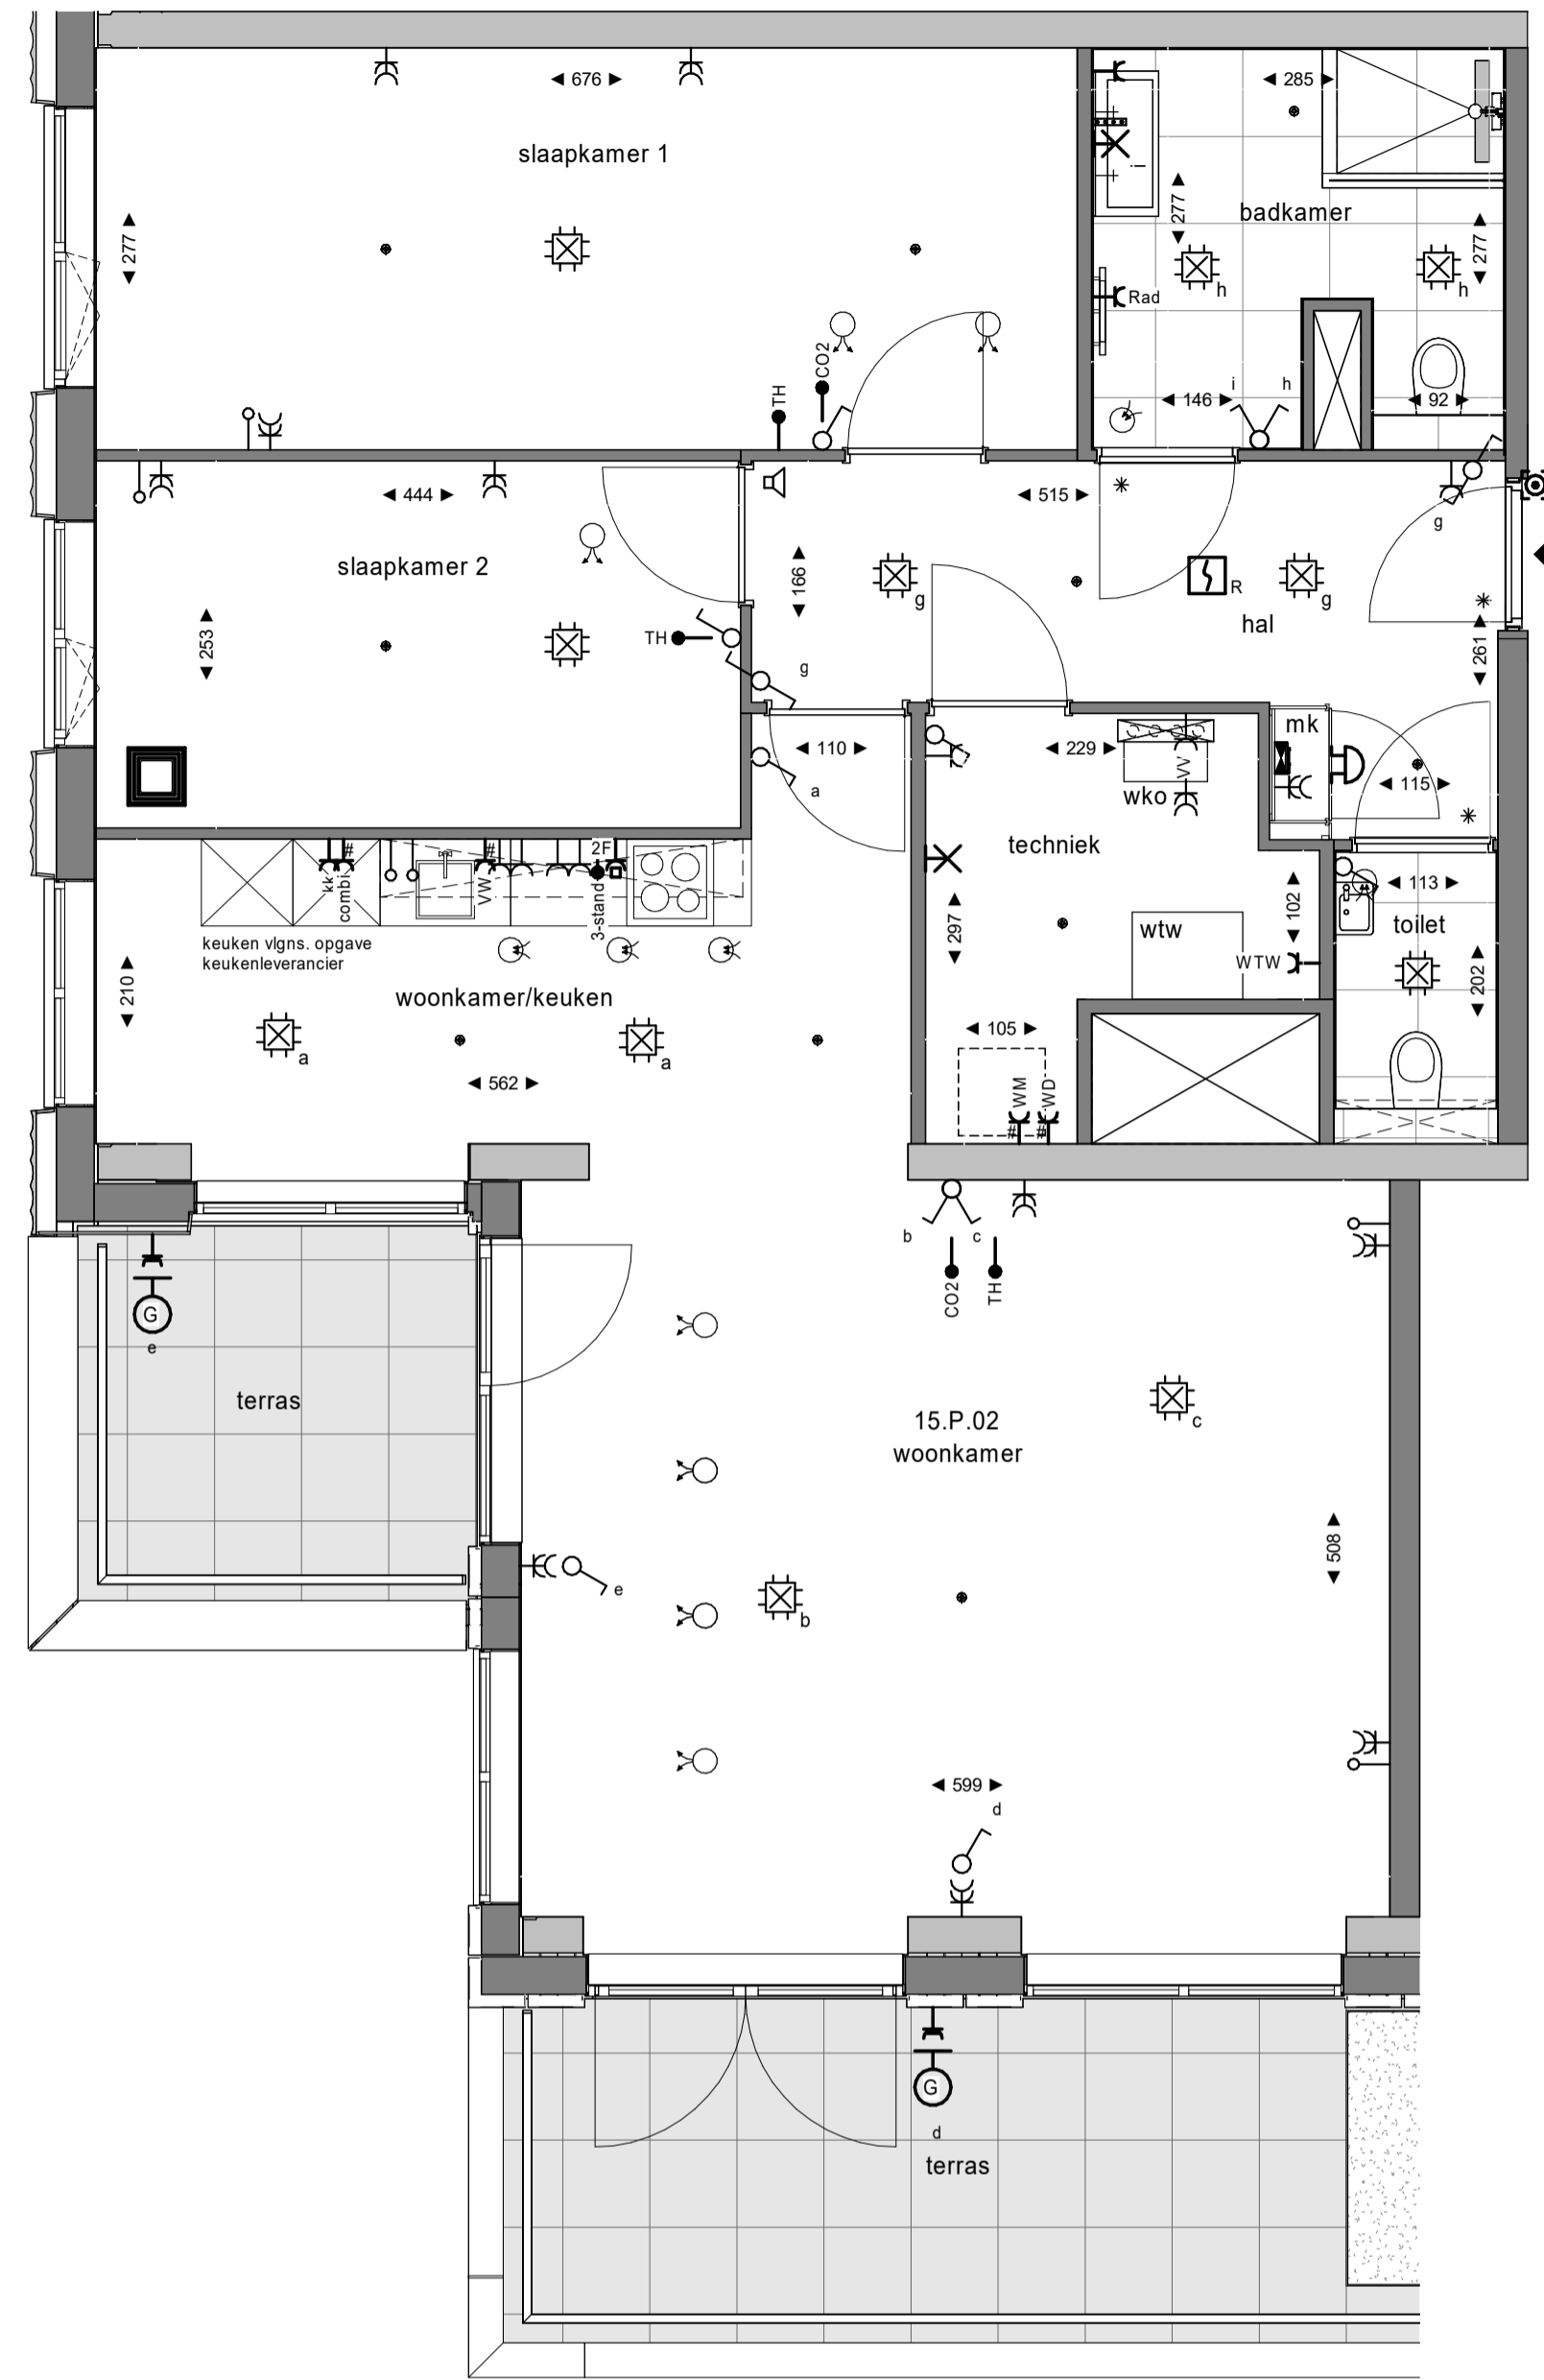 676
285
slaapkamer 1
277
277
badkamer
277
i
h
h
Rad
CO2
TH
146
i
h
92
444
515
g
slaapkamer 2
166
g
R
g
hal
253
TH
g
261
110
229
mk
a
VV
wko
115
techniek
#
kk
combi
#
VW
2F
3-stand
113
toilet
keuken vlgns. opgave
keukenleverancier
297
wtw
102
WTW
202
210
woonkamer/keuken
a
a
105
562
WM
WD
#
#
b
c
CO2
TH
G
e
terras
15.P.02
woonkamer
c
508
e
b
599
d
G
d
terras